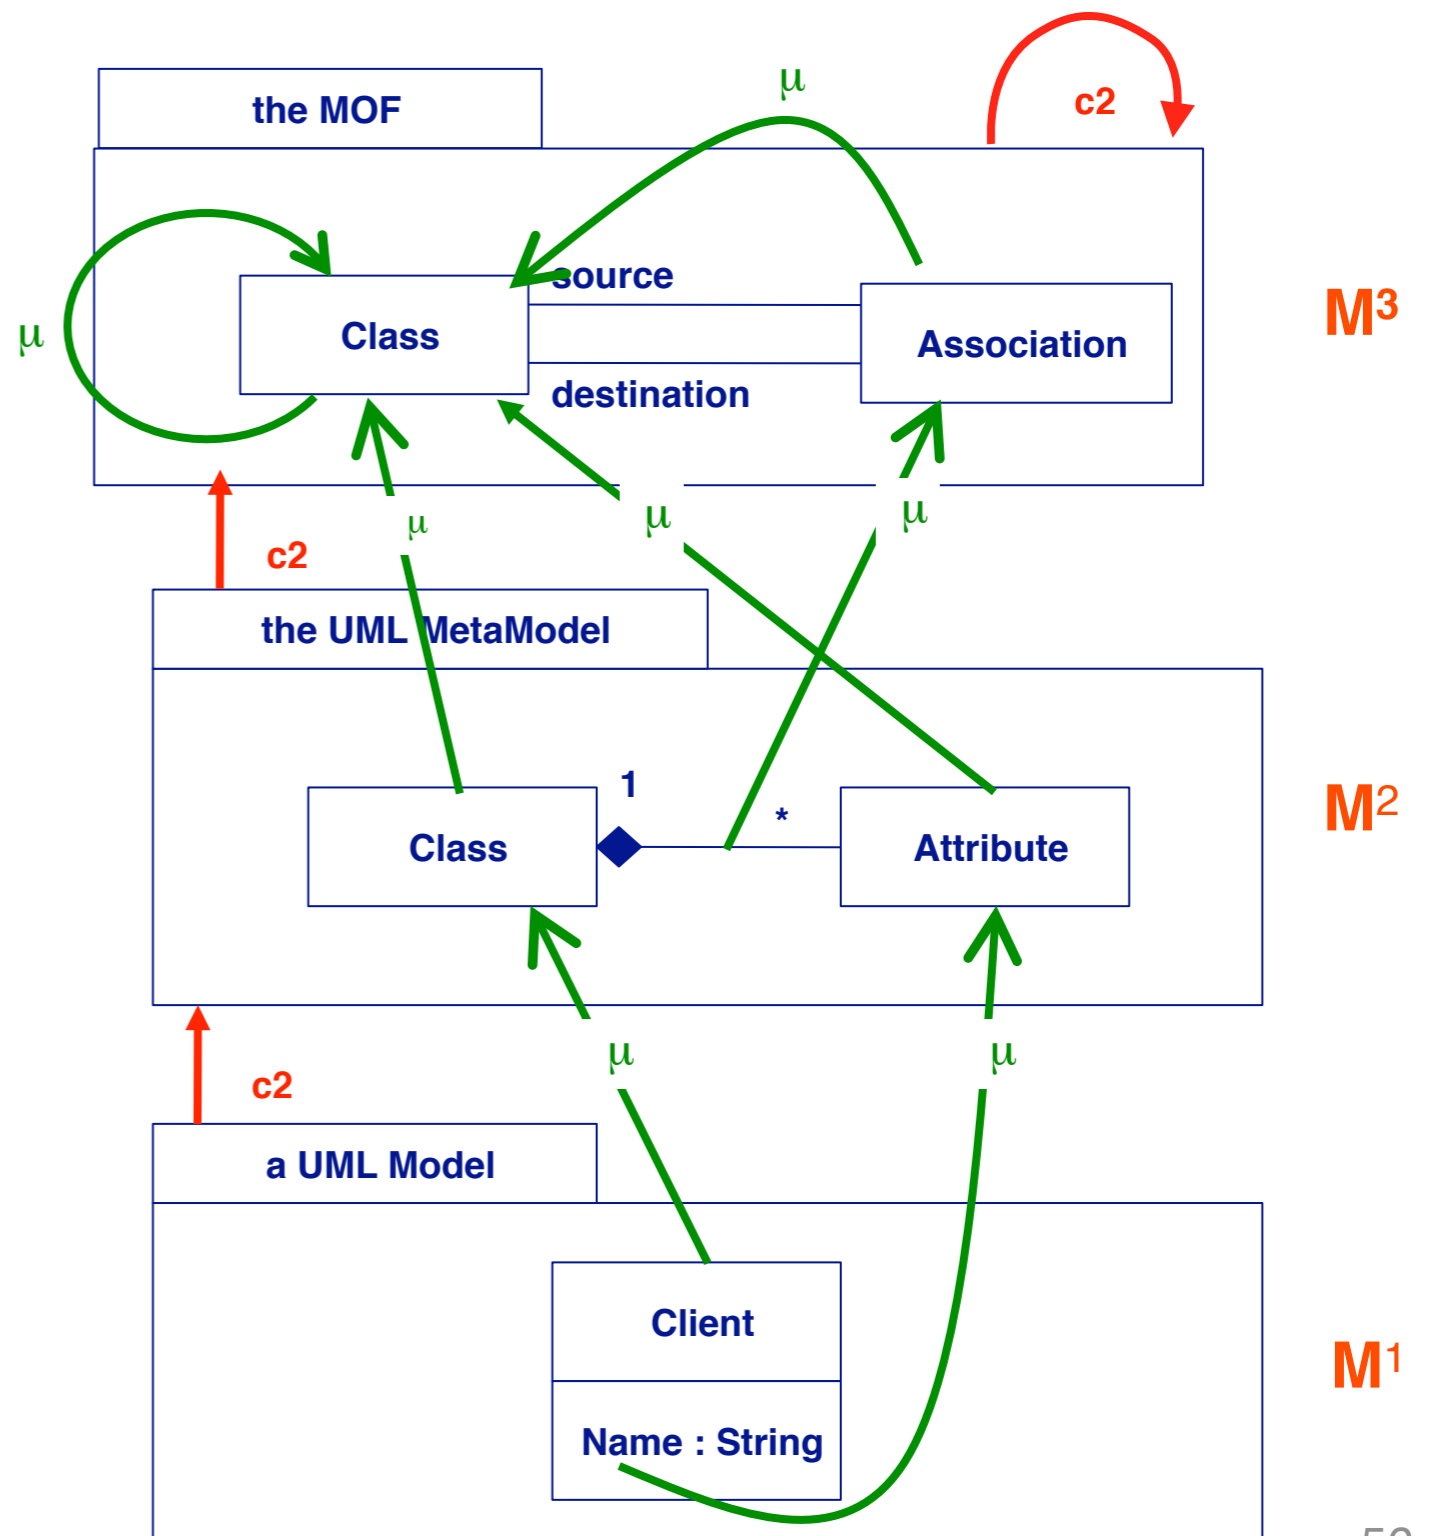 μ
the MOF
c2
source
μ
Class
Association
M³
destination
μ
μ
μ
c2
the UML MetaModel
1
*
M²
Class
Attribute
μ
μ
c2
a UML Model
Client
M¹
Name : String